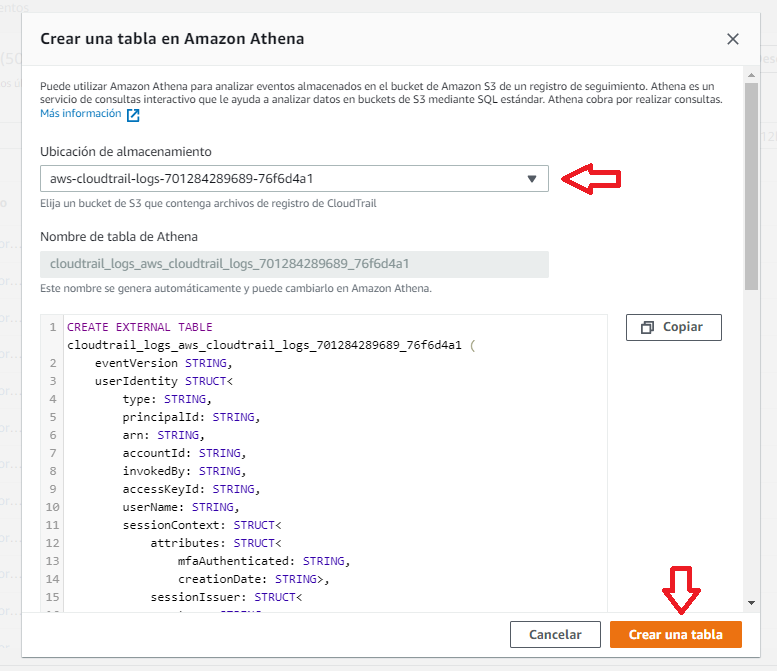 Crear una tabla en Amazon Athena
Puede utilizar Amazon Athena para analizar eventos almacenados en el bucket de Amazon S3 de un registro de seguimiento. Athena es un
servicio de consultas interactivo que le ayuda a analizar datos en buckets de S3 mediante SQL estándar. Athena cobra por realizar consultas.
Más información
Ubicación de almacenamiento
aws-cloudtrail-logs-701284289689-76f6d4a1
Elija un bucket de S3 que contenga archivos de registro de CloudTrail
Nombre de tabla de Athena
cloudtrail_logs_aws_cloudtrail_logs_701284289689_76f6d4a1
Este nombre se genera automáticamente y puede cambiarlo en Amazon Athena.
Copiar
1 CREATE EXTERNAL TABLE
cloudtrail_logs_aws_cloudtrail_logs_701284289689_76f6d4a1 (
2 eventVersion STRING,
3 userIdentity STRUCT<
4 type: STRING,
5 principalId: STRING,
6 arn: STRING,
7 accountId: STRING,
8 invokedBy: STRING,
9 accessKeyId: STRING,
10 userName: STRING,
11 sessionContext: STRUCT<
12 attributes: STRUCT<
13 mfaAuthenticated: STRING,
14 creationDate: STRING>,
15 sessionIssuer: STRUCT<
Cancelar
Crear una tabla